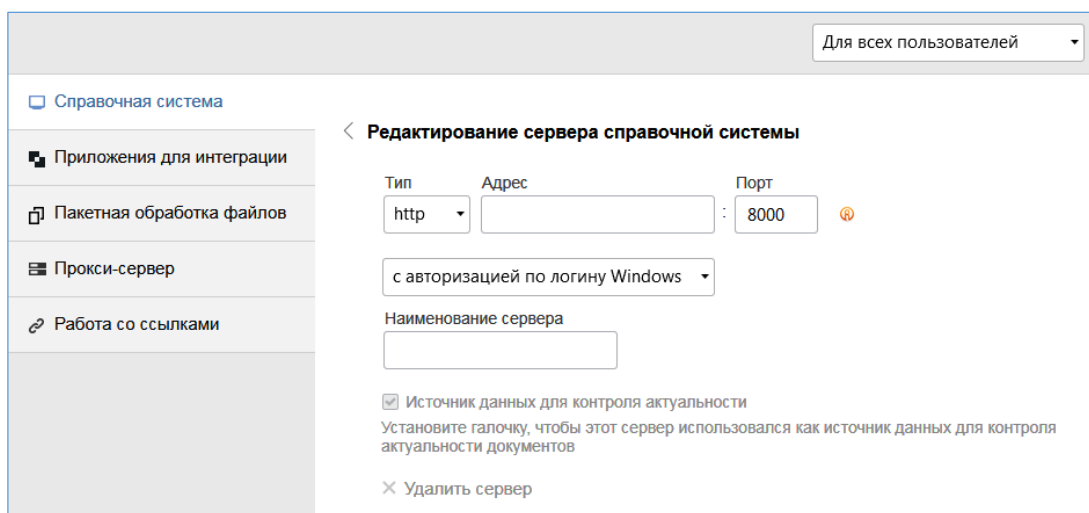 Для всех пользователей
Справочная система
Приложения для интеграции
Пакетная обработка файлов
Прокси-сервер
Работа со ссылками
Редактирование сервера справочной системы
Тип Адрес Порт
http : 8000
с авторизацией по логину Windows
Наименование сервера
Источник данных для контроля актуальности
Установите галочку, чтобы этот сервер использовался как источник данных для контроля
актуальности документов
Удалить сервер